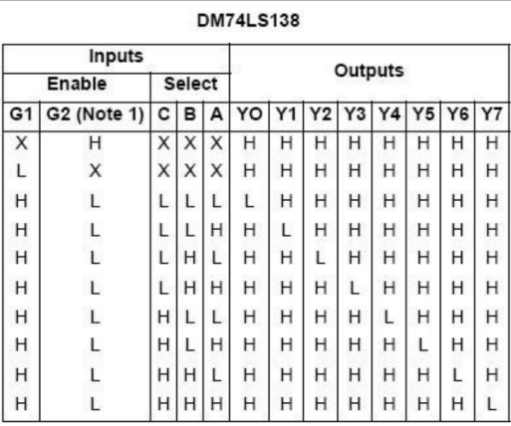 DM74LS138
Inputs Outputs
Enable Select
G1 G2 (Note 1) C B A YO Y1 Y2 Y3 Y4 Y5 Y6 Y7
X H X X X H H H H H H H H
L X X X X H H H H H H H H
H L L L L L H H H H H H H
H L L L H H L H H H H H H
H L L H L H H L H H H H H
H L L H H H H H L H H H H
H L H L L H H H H L H H H
H L H L H H H H H H L H H
H L H H L H H H H H H L H
H L H H H H H H H H H H L